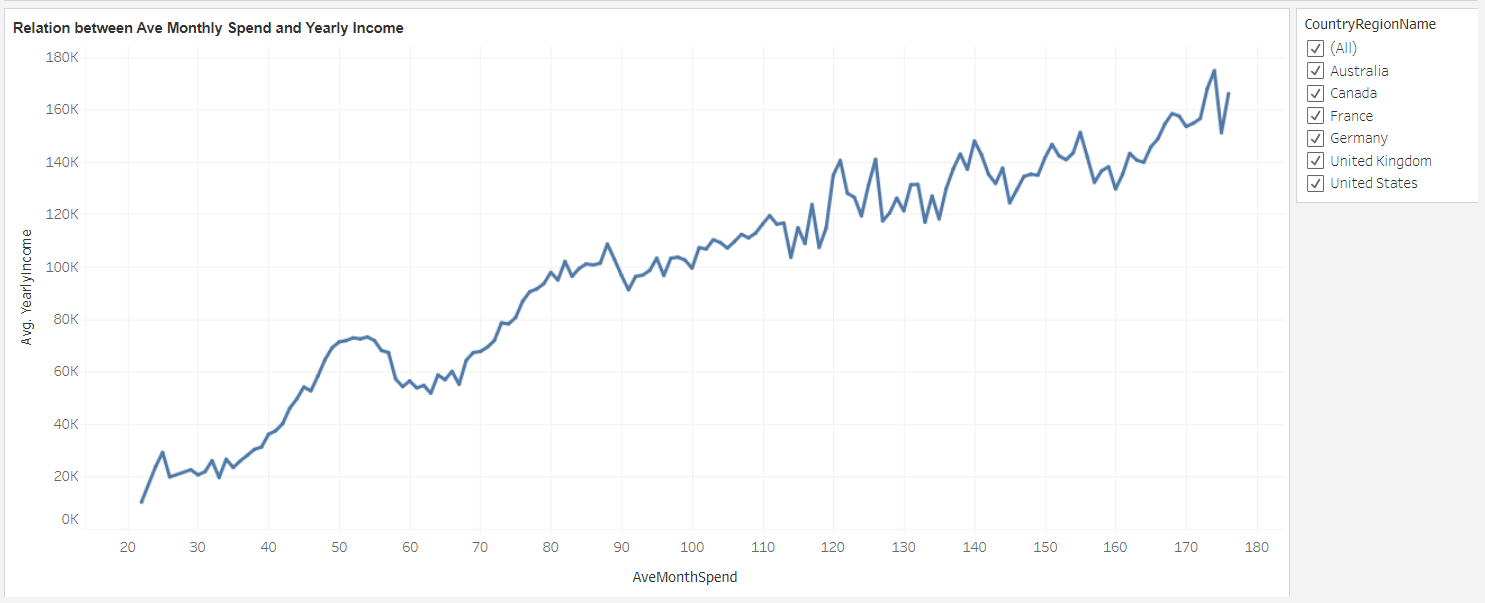 Relation between Ave Monthly Spend and Yearly Income
180K
160K
140K
120K
100K
80K
60K
40K
20K
0K
Avg. YearlyIncome
20 30 40 50 60 70 80 90 100 110 120 130 140 150 160 170 180
AveMonthSpend
CountryRegionName
(All)
Australia
Canada
France
Germany
United Kingdom
United States